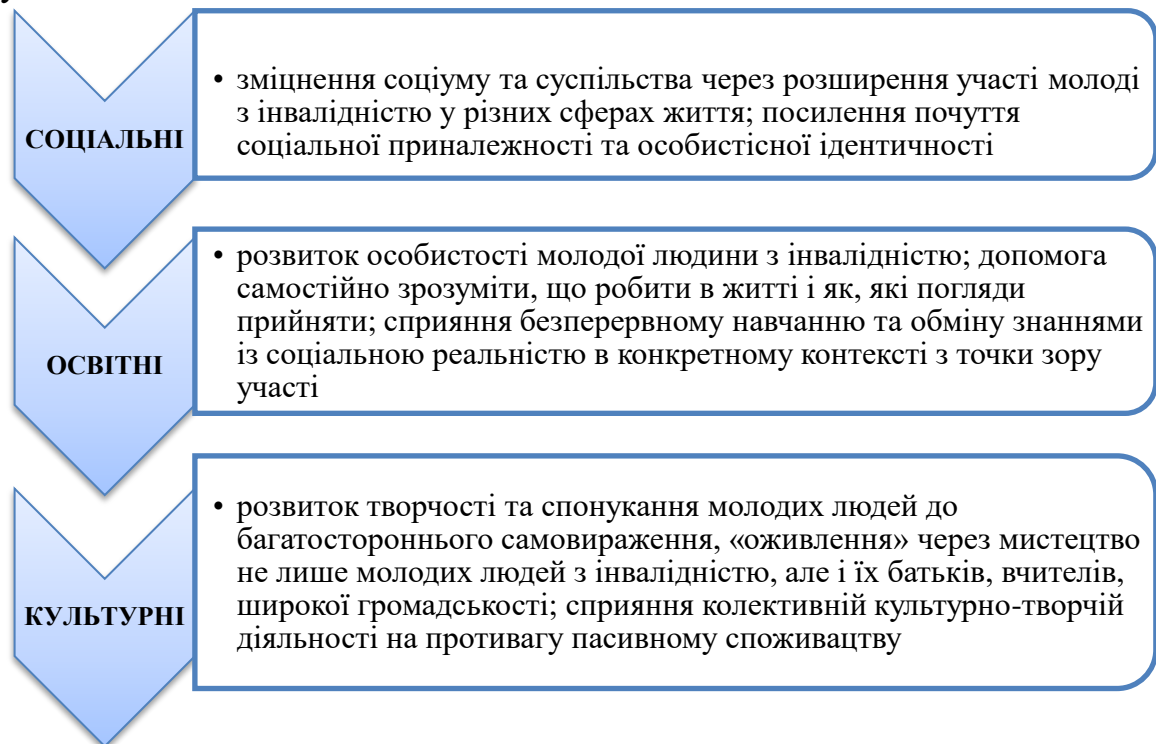 СОЦІАЛЬНІ
• зміцнення соціуму та суспільства через розширення участі молоді
з інвалідністю у різних сферах життя; посилення почуття
соціальної приналежності та особистісної ідентичності
ОСВІТНІ
• розвиток особистості молодої людини з інвалідністю; допомога
самостійно зрозуміти, що робити в житті і як, які погляди
прийняти; сприяння безперервному навчанню та обміну знаннями
із соціальною реальністю в конкретному контексті з точки зору
участі
КУЛЬТУРНІ
• розвиток творчості та спонукання молодих людей до
багатостороннього самовираження, «оживлення» через мистецтво
не лише молодих людей з інвалідністю, але і їх батьків, вчителів,
широкої громадськості; сприяння колективній культурно-творчій
діяльності на противагу пасивному споживацтву